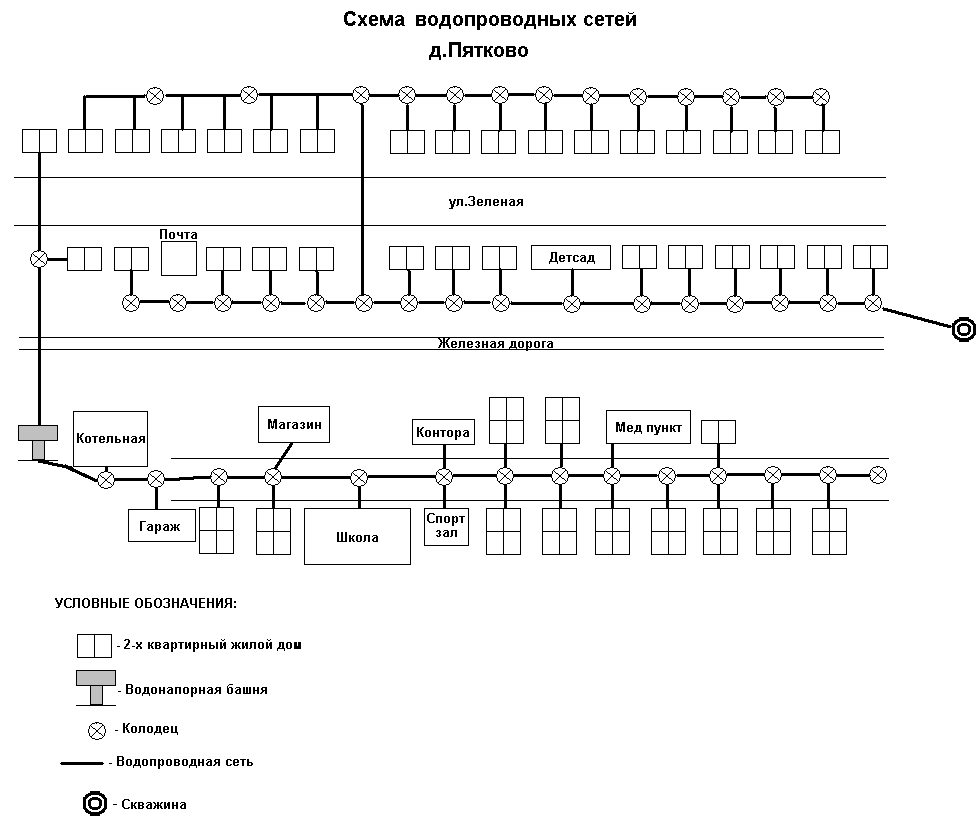 Схема водопроводных сетей
д.Пятково
ул.Зеленая
Почта
Детсад
Железная дорога
Котельная
Магазин
Контора
Мед пункт
Гараж
Школа
Спорт
зал
УСЛОВНЫЕ ОБОЗНАЧЕНИЯ:
- 2-х квартирный жилой дом
- Водонапорная башня
- Колодец
- Водопроводная сеть
- Скважина